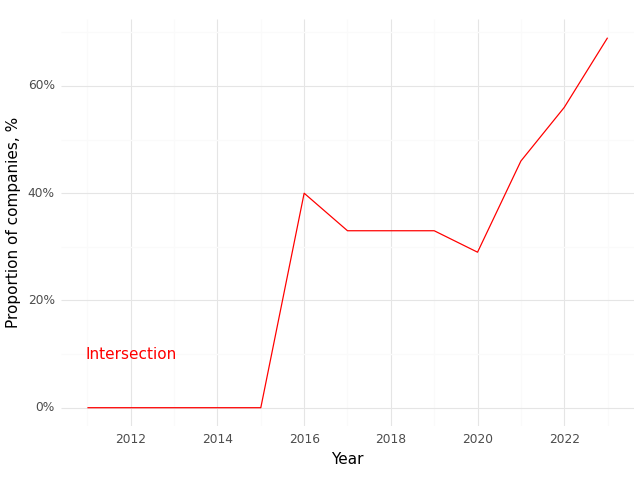 Proportion of companies, %
60%
40%
20%
0%
Intersection
2012 2014 2016 2018 2020 2022
Year